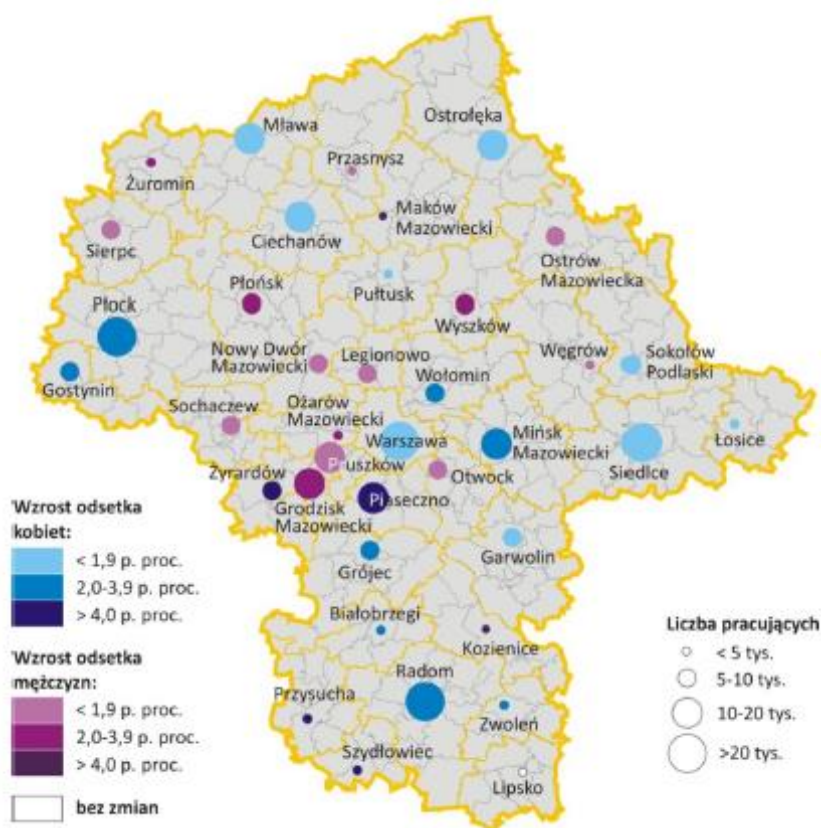 Mława
Ostrołęka
Przasnysz
Żuromin
Maków
Mazowiecki
Sierpc
Ciechanów
Ostrów
Mazowiecka
Płońsk
Pułtusk
Płock
Wyszków
Nowy Dwór
Mazowiecki
Legionowo
Węgrów
Sokołów
Podlaski
Gostynin
Wołomin
Sochaczew
Ożarów
Mazowiecki
Warszawa
Mińsk
Mazowiecki
Łosice
Pruszków
Siedlce
Żyrardów
Otwock
Grodzisk
Mazowiecki
Piaseczno
Garwolin
Grójec
Białobrzegi
Kozienice
Radom
Przysucha
Zwoleń
Szydłowiec
Lipsko
Wzrost odsetka
kobiet:
< 1,9 p. proc.
2,0-3,9 p. proc.
> 4,0 p. proc.
Wzrost odsetka
mężczyzn:
< 1,9 p. proc.
2,0-3,9 p. proc.
> 4,0 p. proc.
bez zmian
Liczba pracujących
< 5 tys.
5-10 tys.
10-20 tys.
>20 tys.